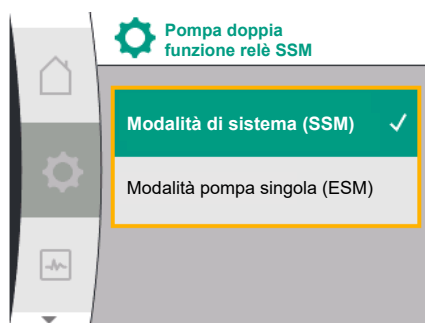 Pompa doppia
funzione relè SSM
Modalità di sistema (SSM)
Modalità pompa singola (ESM)